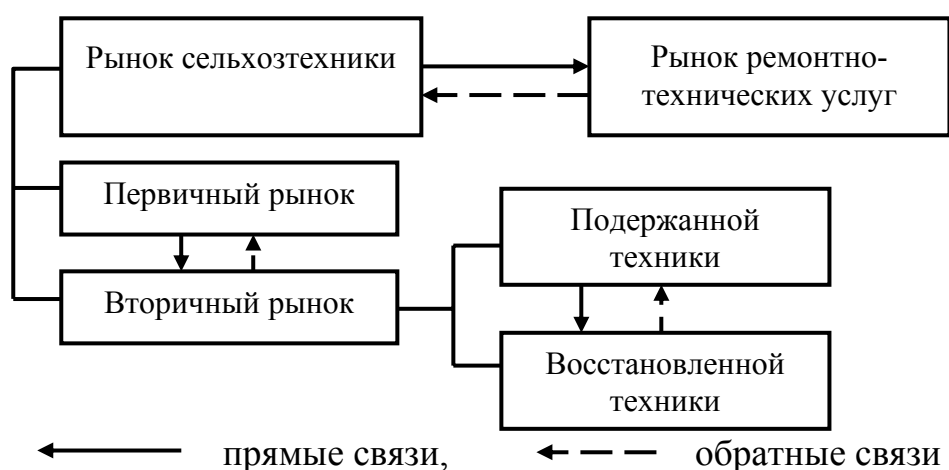 Рынок сельхозтехники
Рынок ремонтно-
технических услуг
Первичный рынок
Вторичный рынок
Подержанной
техники
Восстановленной
техники
прямые связи,
обратные связи